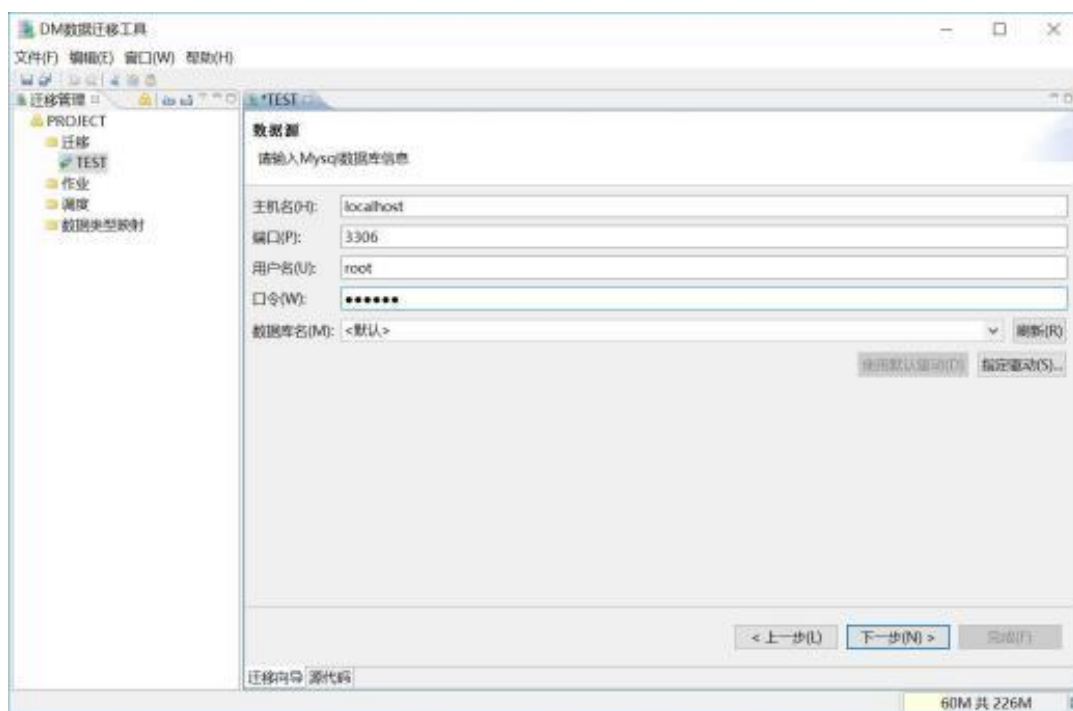 DM数据迁移工具
文件(F) 编辑(E) 窗口(W) 帮助(H)
迁移管理
*TEST
PROJECT
迁移
TEST
作业
调度
数据类型映射
数据源
请输入Mysql数据库信息
主机名(H): localhost
端口(P): 3306
用户名(U): root
口令(W): ●●●●●●
数据库名(M): <默认> 刷新(R)
使用默认驱动(D) 指定驱动(S)...
< 上一步(L) 下一步(N) > 完成(F)
迁移向导 源代码
60M 共 226M